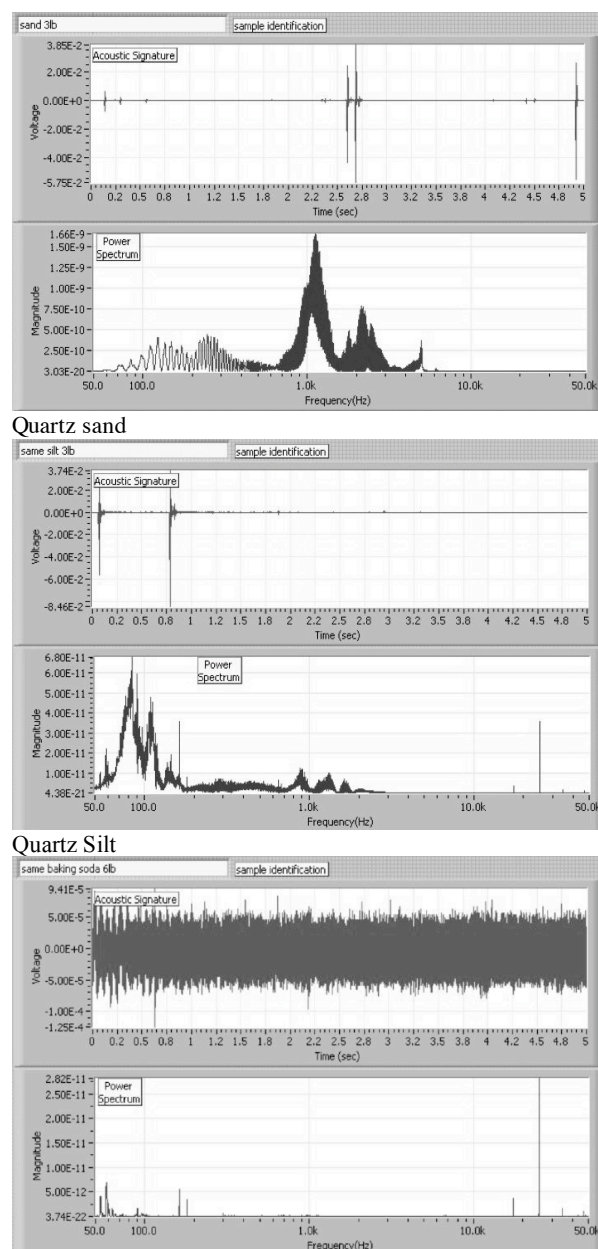 sand 3lb sample identification
Acoustic Signature
3.85E-2
2.00E-2
0.00E+0
-2.00E-2
-4.00E-2
-5.75E-2
Voltage
0 0.2 0.5 0.8 1 1.2 1.5 1.8 2 2.2 2.5 2.8 3 3.2 3.5 3.8 4 4.2 4.5 4.8 5
Time (sec)
Power
Spectrum
1.66E-9
1.50E-9
1.25E-9
1.00E-9
7.50E-10
5.00E-10
2.50E-10
3.03E-20
Magnitude
50.0 100.0 1.0k 10.0k 50.0k
Frequency(Hz)
Quartz sand
same silt 3lb sample identification
Acoustic Signature
3.74E-2
2.00E-2
0.00E+0
-2.00E-2
-4.00E-2
-6.00E-2
-8.46E-2
Voltage
0 0.2 0.5 0.8 1 1.2 1.5 1.8 2 2.2 2.5 2.8 3 3.2 3.5 3.8 4 4.2 4.5 4.8 5
Time (sec)
Power
Spectrum
6.80E-11
6.00E-11
5.00E-11
4.00E-11
3.00E-11
2.00E-11
1.00E-11
4.38E-21
Magnitude
50.0 100.0 1.0k 10.0k 50.0k
Frequency(Hz)
Quartz Silt
same baking soda 6lb sample identification
Acoustic Signature
9.41E-5
5.00E-5
0.00E+0
-5.00E-5
-1.00E-4
-1.25E-4
Voltage
0 0.2 0.5 0.8 1 1.2 1.5 1.8 2 2.2 2.5 2.8 3 3.2 3.5 3.8 4 4.2 4.5 4.8 5
Time (sec)
Power
Spectrum
2.82E-11
2.50E-11
2.00E-11
1.50E-11
1.00E-11
5.00E-12
3.74E-22
Magnitude
50.0 100.0 1.0k 10.0k 50.0k
Frequency(Hz)